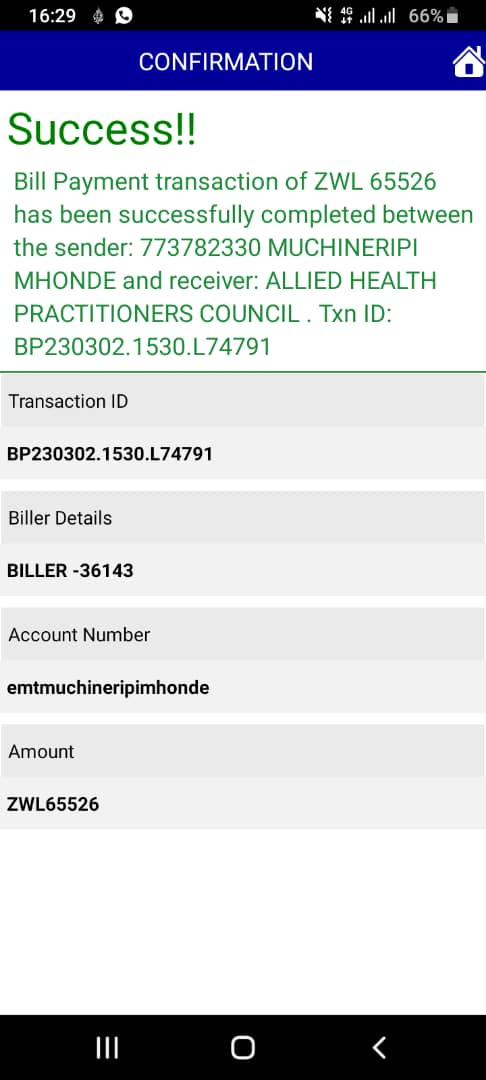 16:29 4G 66%
CONFIRMATION
Success!!
Bill Payment transaction of ZWL 65526
has been successfully completed between
the sender: 773782330 MUCHINERIPI
MHONDE and receiver: ALLIED HEALTH
PRACTITIONERS COUNCIL . Txn ID:
BP230302.1530.L74791
Transaction ID
BP230302.1530.L74791
Biller Details
BILLER -36143
Account Number
emtmuchineripimhonde
Amount
ZWL65526